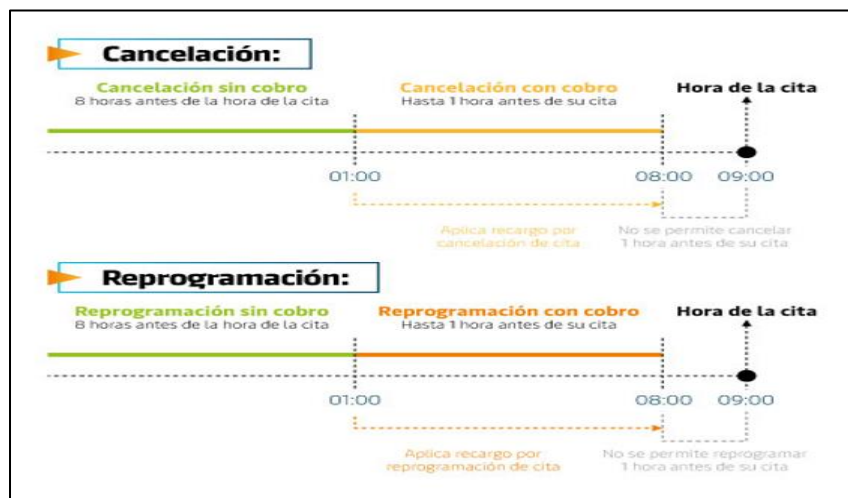 Cancelación:
Cancelación sin cobro
8 horas antes de la hora de la cita
Cancelación con cobro
Hasta 1 hora antes de su cita
Hora de la cita
01:00
08:00
09:00
Aplica recargo por
cancelación de cita
No se permite cancelar
1 hora antes de su cita
Reprogramación:
Reprogramación sin cobro
8 horas antes de la hora de la cita
Reprogramación con cobro
Hasta 1 hora antes de su cita
Hora de la cita
01:00
08:00
09:00
Aplica recargo por
reprogramación de cita
No se permite reprogramar
1 hora antes de su cita